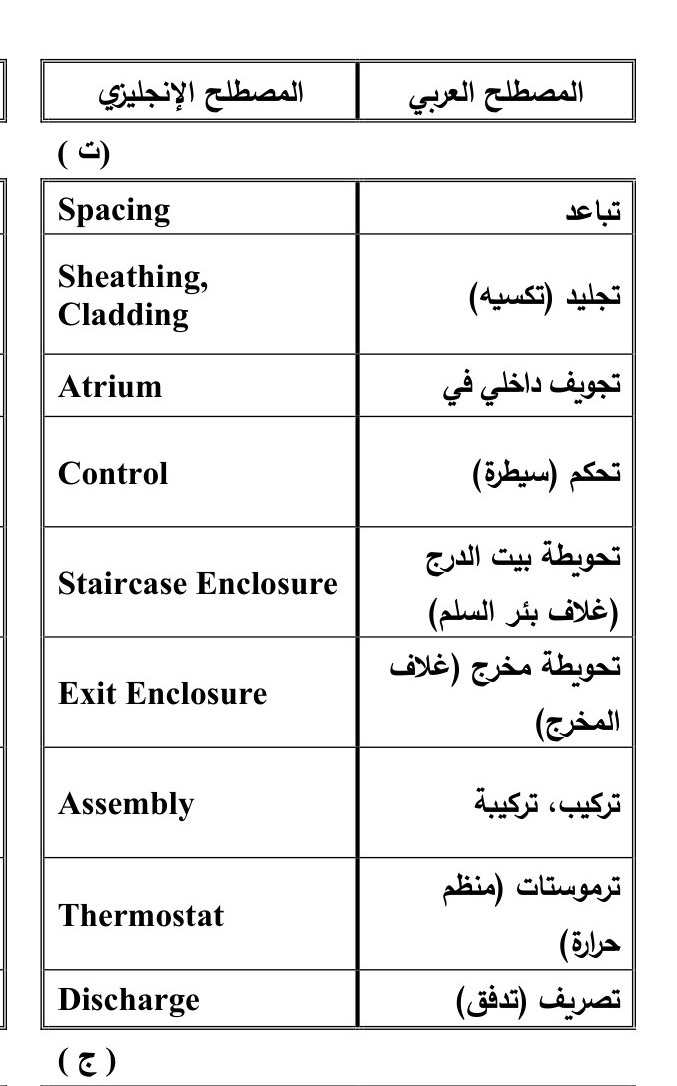 المصطلح العربي المصطلح الإنجليزي
(ت )
تباعد Spacing
تجليد (تكسيه) Sheathing,
Cladding
تجويف داخلي في Atrium
تحكم (سيطرة) Control
تحويطة بيت الدرج
(غلاف بئر السلم) Staircase Enclosure
تحويطة مخرج (غلاف
المخرج) Exit Enclosure
تركيب، تركيبة Assembly
ترموستات (منظم
حرارة) Thermostat
تصريف (تدفق) Discharge
( ج )